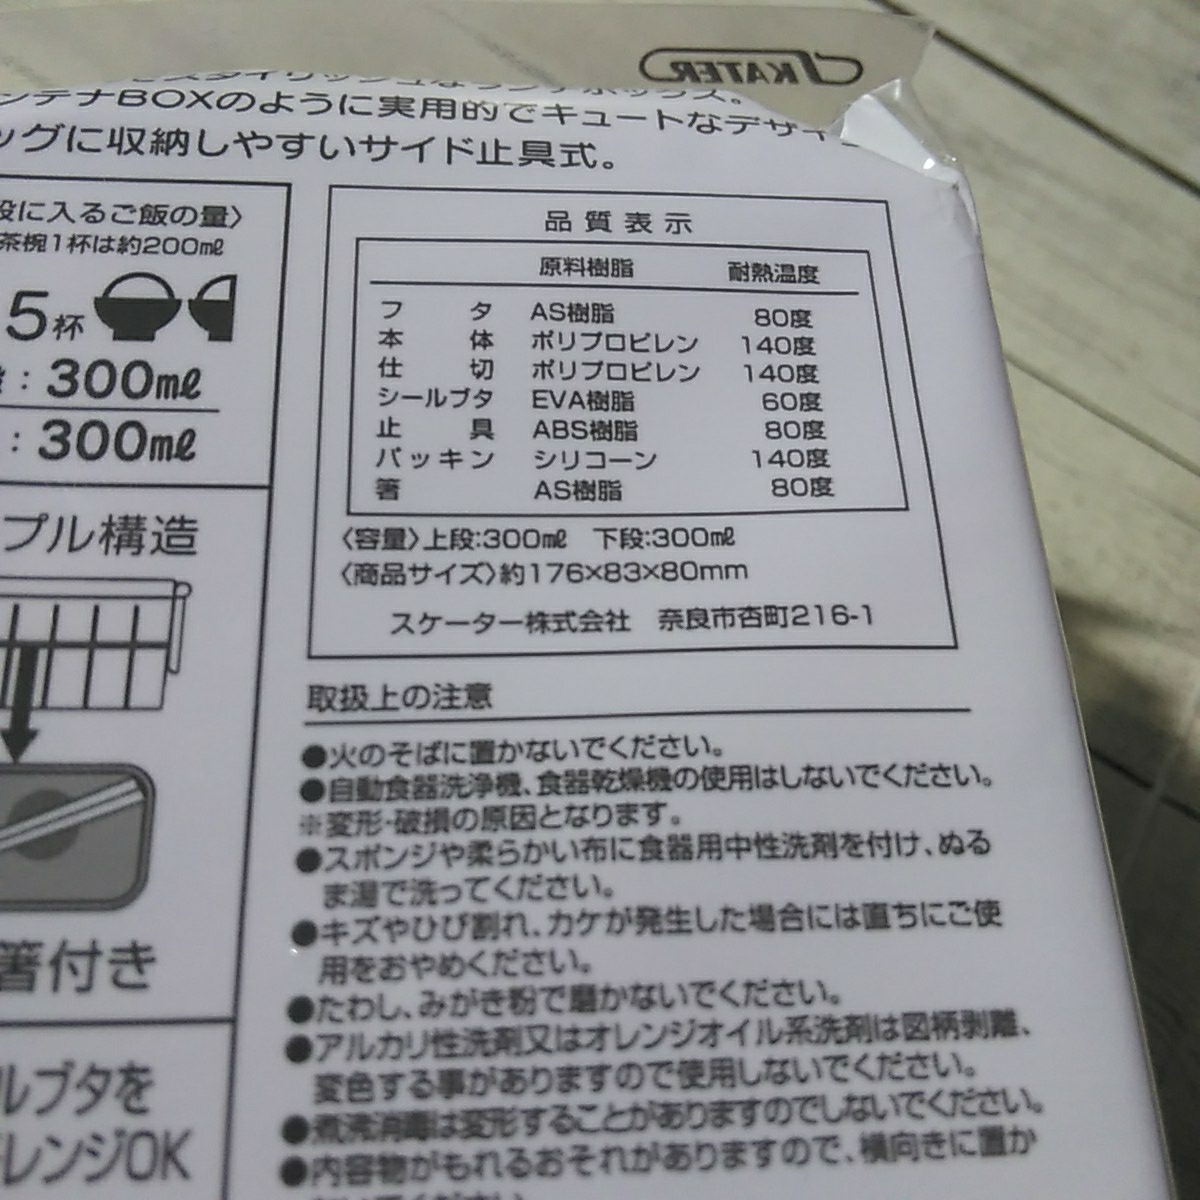 SKATER
スタイリッシュなランチボックス。
ンテナBOXのように実用的でキュートなデザイ
ッグに収納しやすいサイド止具式。
段に入るご飯の量〉
茶椀1杯は約200㎖
5杯
: 300㎖
: 300㎖
プル構造
箸付き
ルブタを
レンジOK
品質表示
原料樹脂 耐熱温度
フタ AS樹脂 80度
本体 ポリプロピレン 140度
仕切 ポリプロピレン 140度
シールブタ EVA樹脂 60度
止具 ABS樹脂 80度
パッキン シリコーン 140度
箸 AS樹脂 80度
〈容量〉上段:300㎖ 下段:300㎖
〈商品サイズ〉約176×83×80mm
スケーター株式会社 奈良市杏町216-1
取扱上の注意
●火のそばに置かないでください。
●自動食器洗浄機、食器乾燥機の使用はしないでください。
※変形・破損の原因となります。
●スポンジや柔らかい布に食器用中性洗剤を付け、ぬる
ま湯で洗ってください。
●キズやひび割れ、カケが発生した場合には直ちにご使
用をおやめください。
●たわし、みがき粉で磨かないでください。
●アルカリ性洗剤又はオレンジオイル系洗剤は図柄剥離、
変色する事がありますので使用しないでください。
●煮沸消毒は変形することがありますのでしないでください。
●内容物がもれるおそれがありますので、横向きに置か